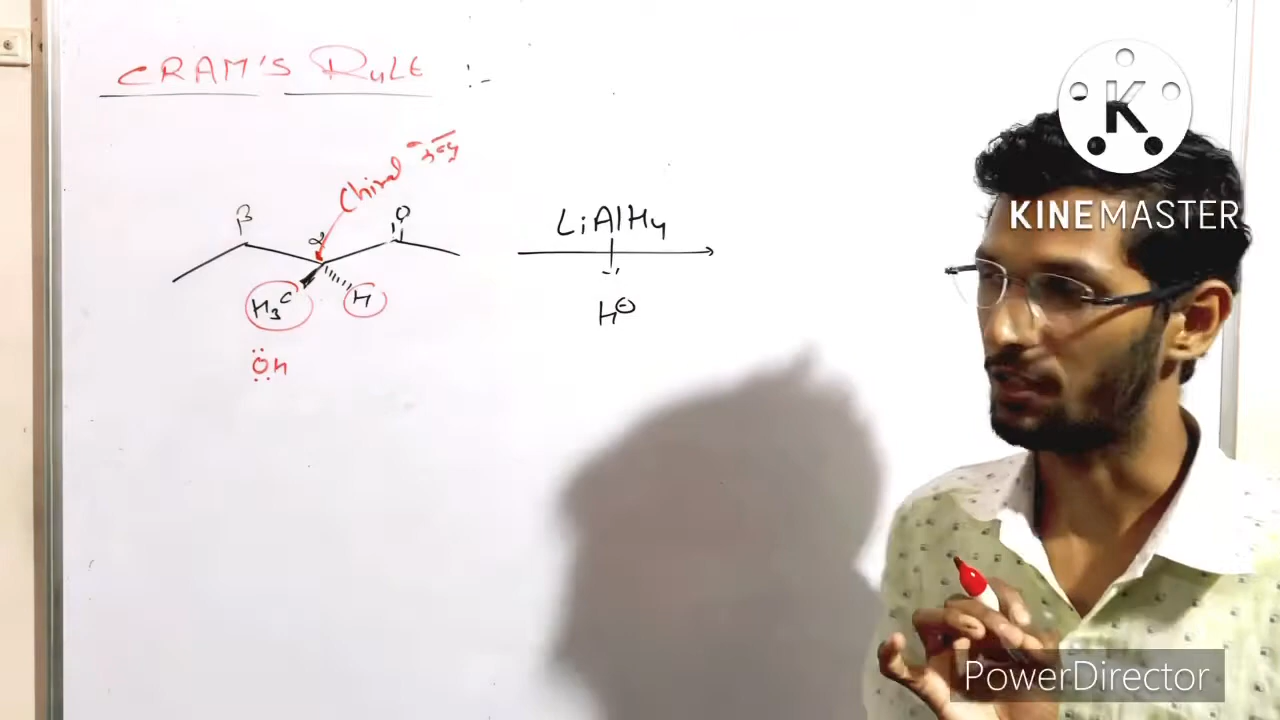 CRAM'S RULE :-
Chiral
β
α
O
H₃C
H
ÖH
LiAlH₄
H⊖
K
KINEMASTER
PowerDirector